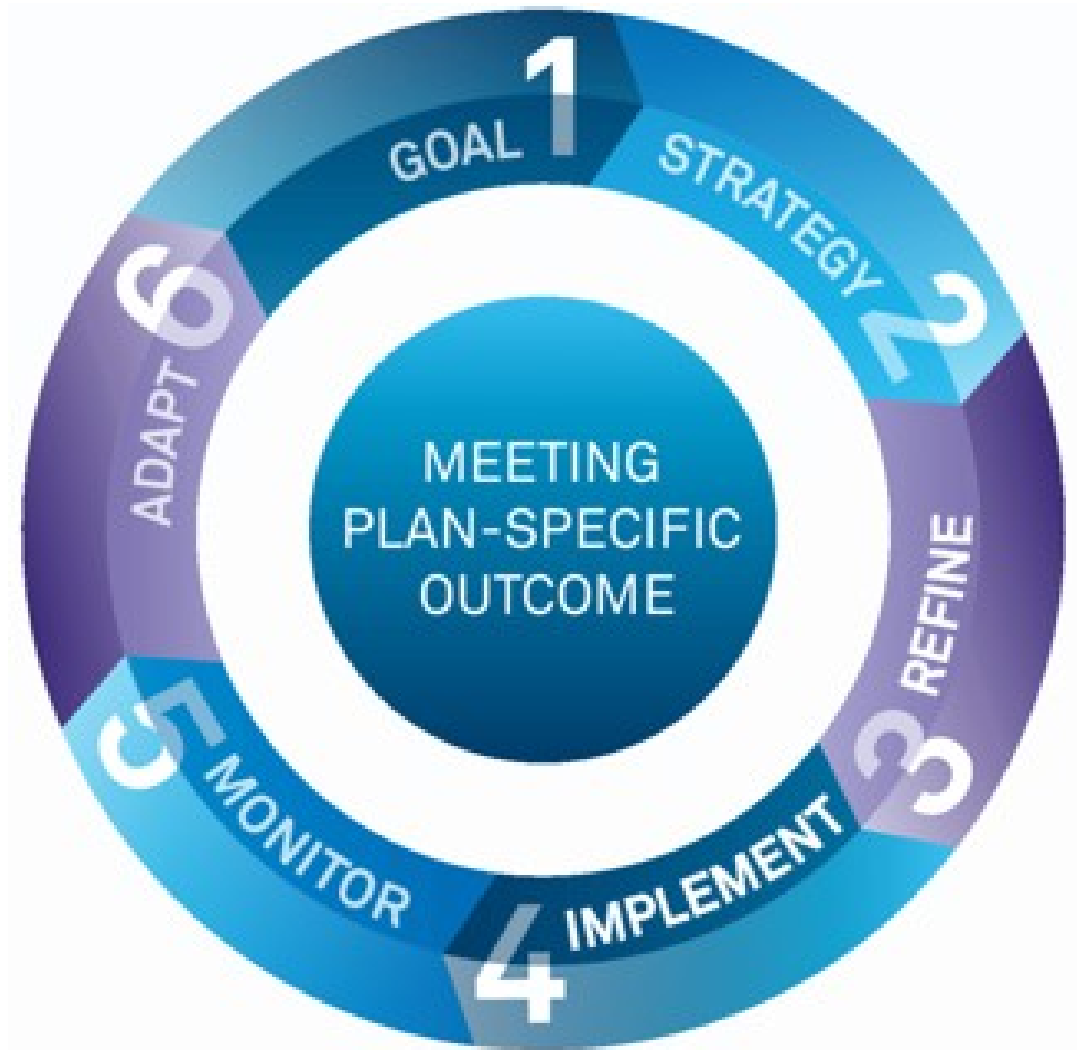 1
GOAL
STRATEGY
2
REFINE
3
IMPLEMENT
4
MONITOR
5
ADAPT
6
MEETING
PLAN-SPECIFIC
OUTCOME